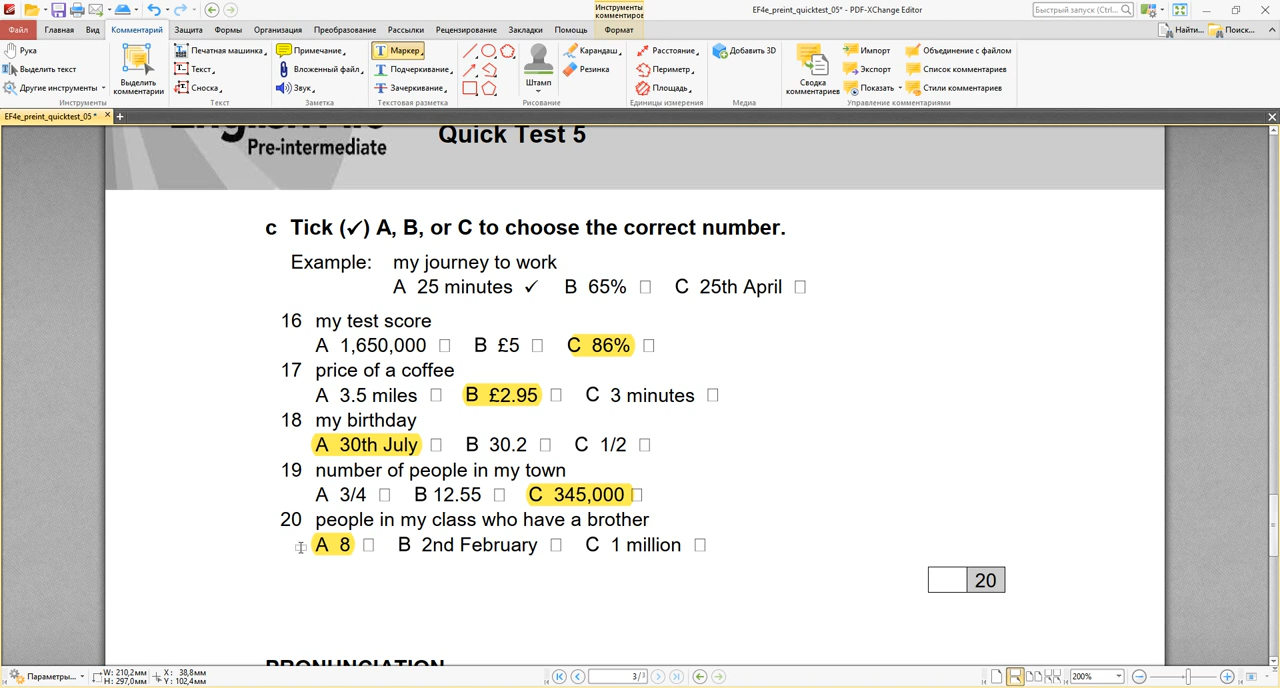 Инструменты комментиров
EF4e_preint_quicktest_05* - PDF-XChange Editor
Быстрый запуск (Ctrl...
Файл Главная Вид Комментарий Защита Формы Организация Преобразование Рассылки Рецензирование Закладки Помощь Формат Найти... Поиск...
Рука
Выделить текст
Другие инструменты
Инструменты
Выделить комментарии
Печатная машинка
Текст
Сноска
Текст
Примечание
Вложенный файл
Звук
Заметка
Маркер
Подчеркивание
Зачеркивание
Текстовая разметка
Штамп
Карандаш
Резинка
Рисование
Расстояние
Периметр
Площадь
Единицы измерения
Добавить 3D
Медиа
Сводка комментариев
Импорт
Экспорт
Показать
Объединение с файлом
Список комментариев
Стили комментариев
Управление комментариями
EF4e_preint_quicktest_05 *
Pre-intermediate
Quick Test 5
c Tick (✓) A, B, or C to choose the correct number.
Example: my journey to work
A 25 minutes ✓ B 65% □ C 25th April □
16 my test score
A 1,650,000 □ B £5 □ C 86% □
17 price of a coffee
A 3.5 miles □ B £2.95 □ C 3 minutes □
18 my birthday
A 30th July □ B 30.2 □ C 1/2 □
19 number of people in my town
A 3/4 □ B 12.55 □ C 345,000 □
20 people in my class who have a brother
A 8 □ B 2nd February □ C 1 million □
20
PRONUNCIATION
Параметры...
W: 210,2мм
H: 297,0мм
X: 38,8мм
Y: 102,4мм
3/
200%